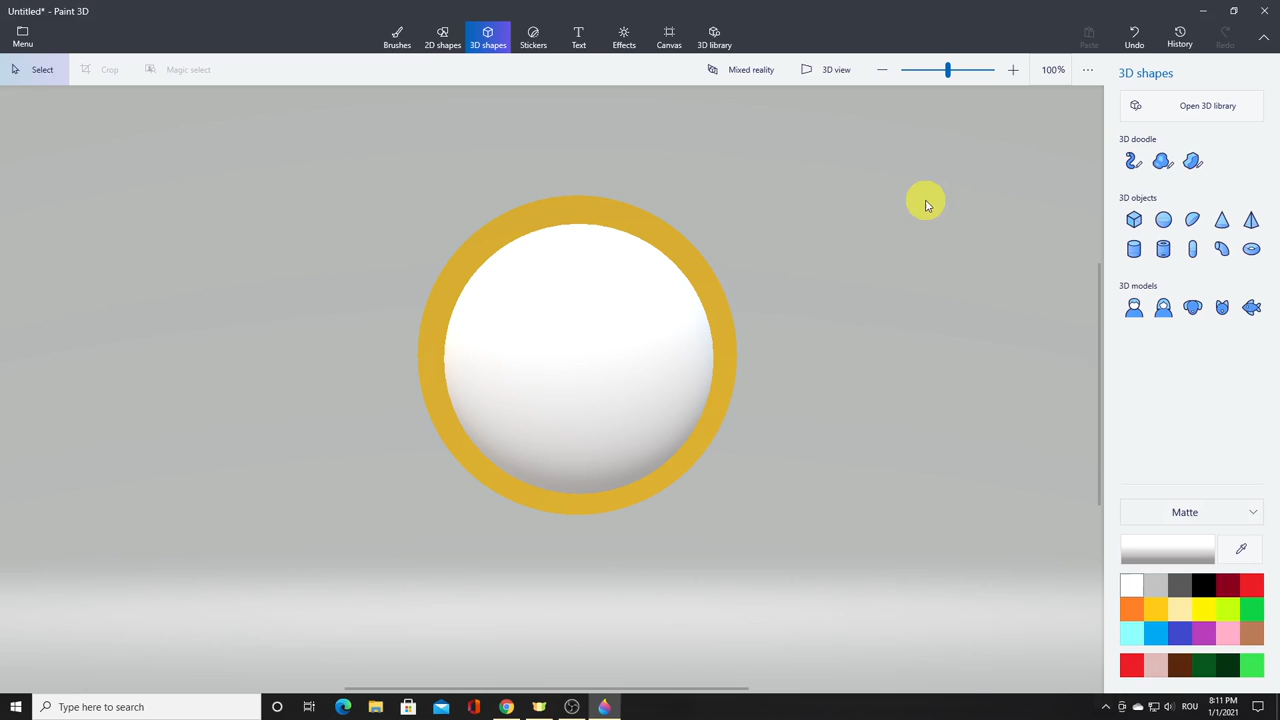 Untitled* - Paint 3D
Menu
Brushes
2D shapes
3D shapes
Stickers
Text
Effects
Canvas
3D library
Paste
Undo
History
Redo
Select
Crop
Magic select
Mixed reality
3D view
100%
3D shapes
Open 3D library
3D doodle
3D objects
3D models
Matte
Type here to search
ROU
8:11 PM
1/1/2021